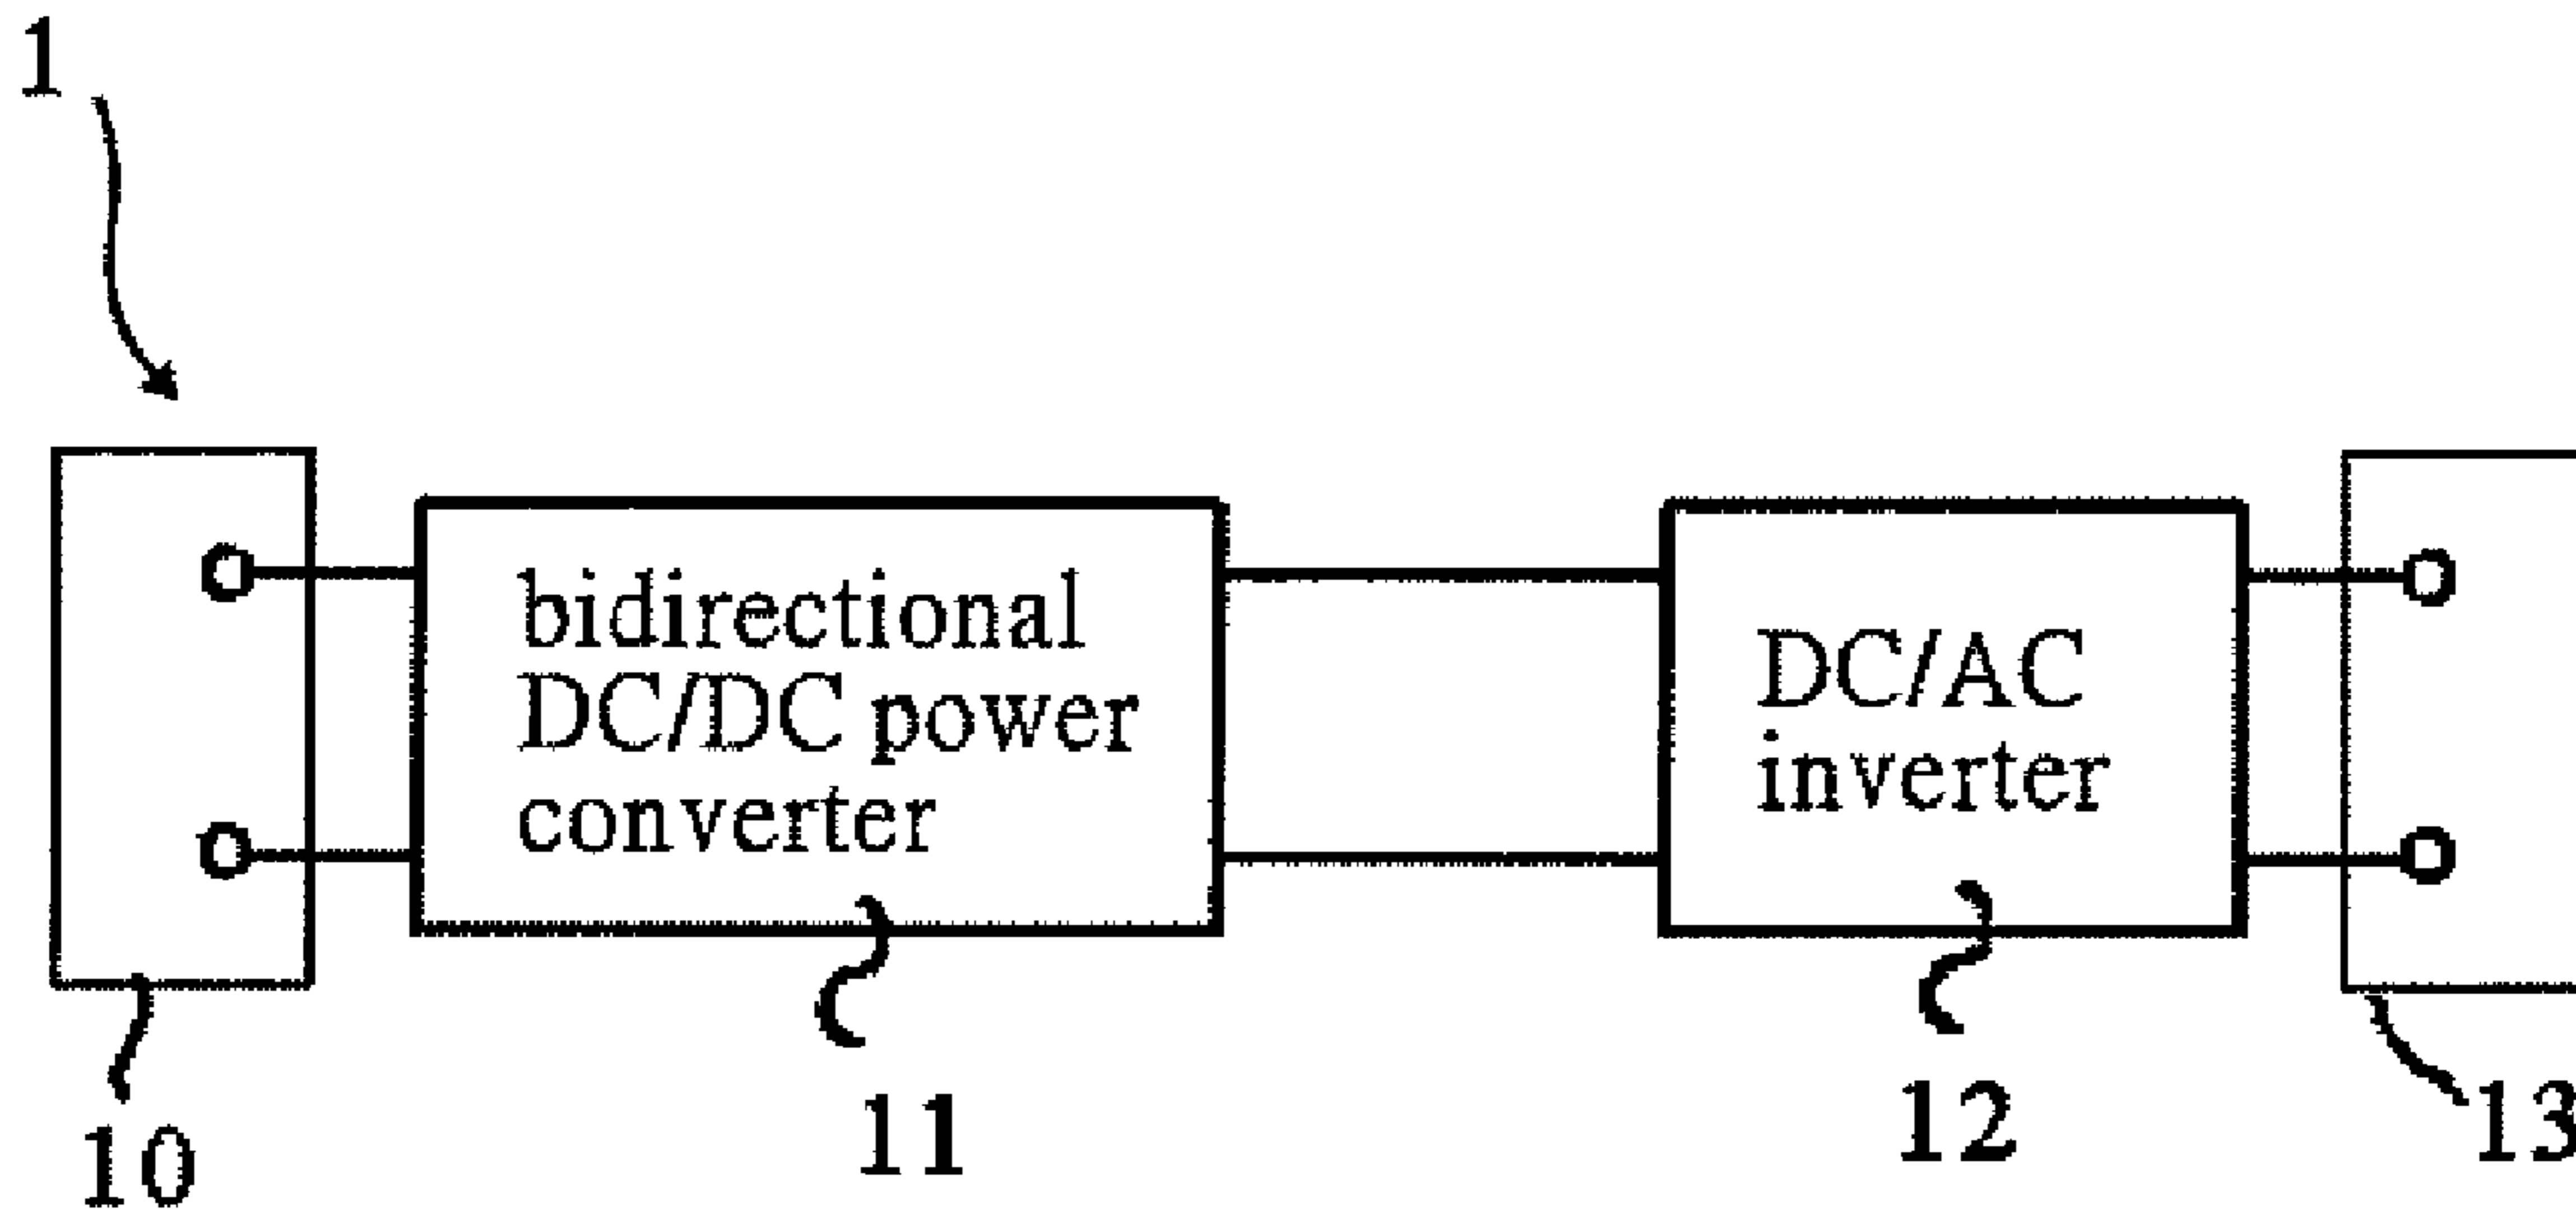 1
bidirectional
DC/DC power
converter
DC/AC
inverter
10
11
12
13